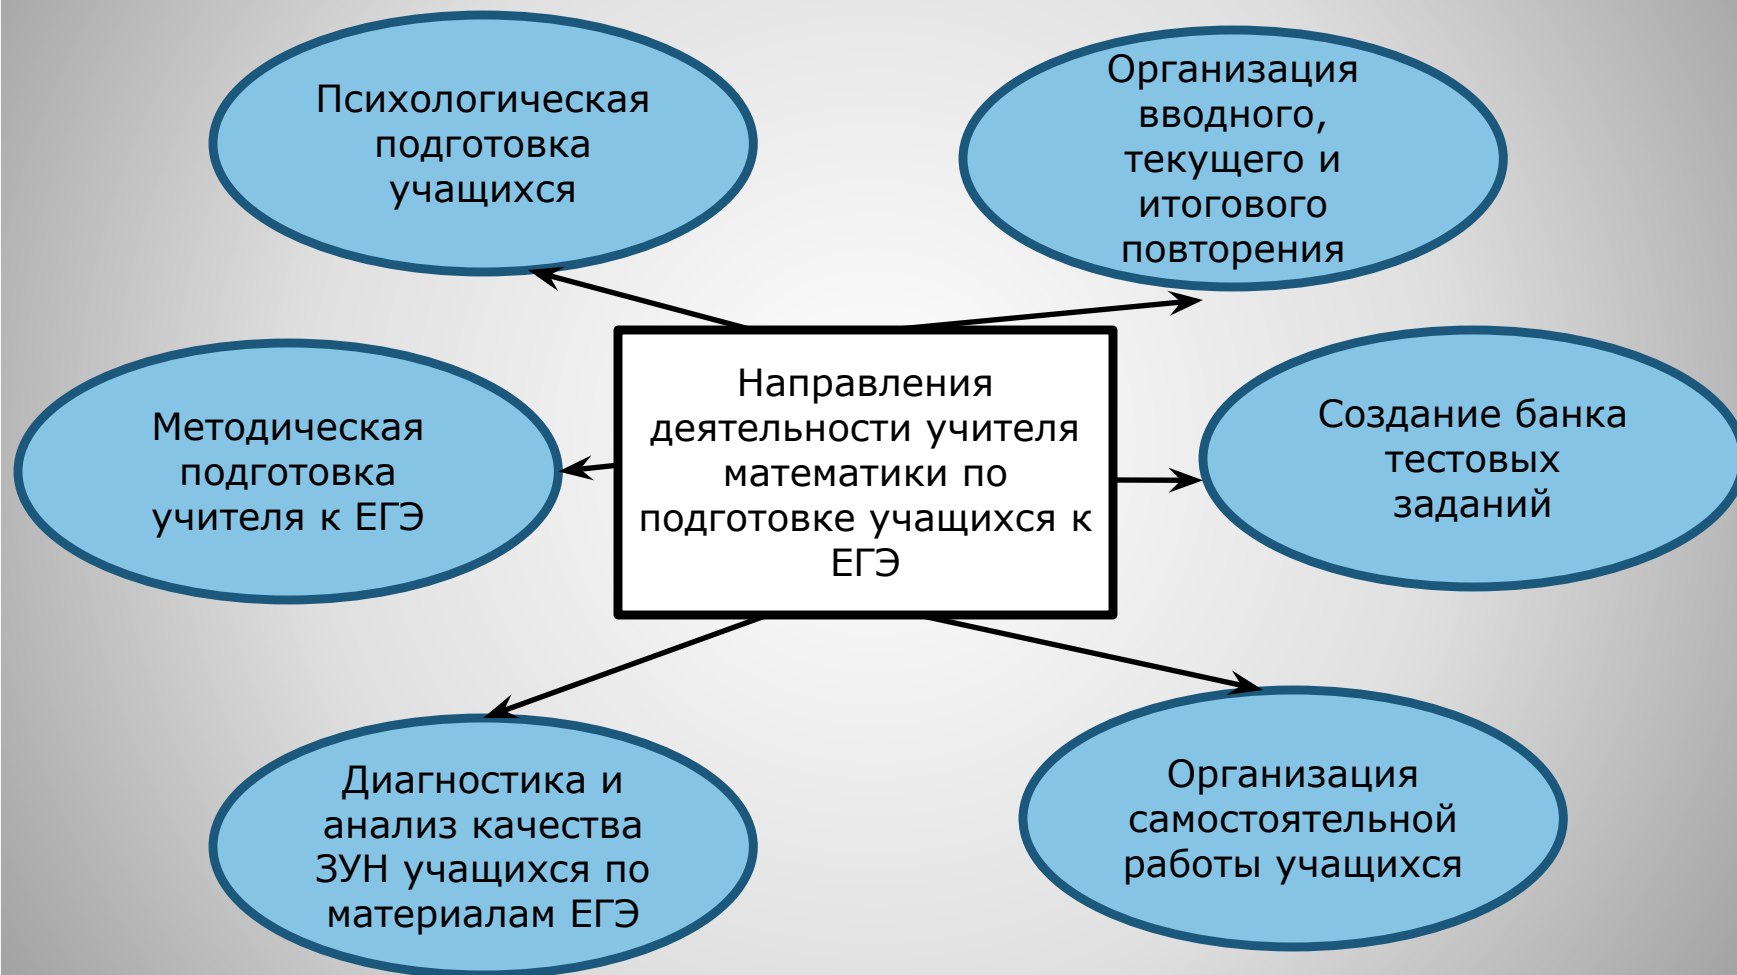 Психологическая
подготовка
учащихся
Организация
вводного,
текущего и
итогового
повторения
Методическая
подготовка
учителя к ЕГЭ
Направления
деятельности учителя
математики по
подготовке учащихся к
ЕГЭ
Создание банка
тестовых
заданий
Диагностика и
анализ качества
ЗУН учащихся по
материалам ЕГЭ
Организация
самостоятельной
работы учащихся